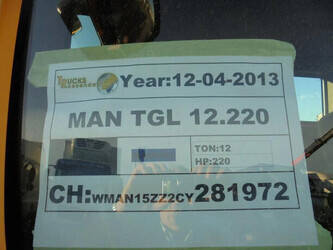 TRUCKS Year:12-04-2013
MAN TGL 12.220
TON:12
HP:220
CH:WMAN15ZZ2CY281972